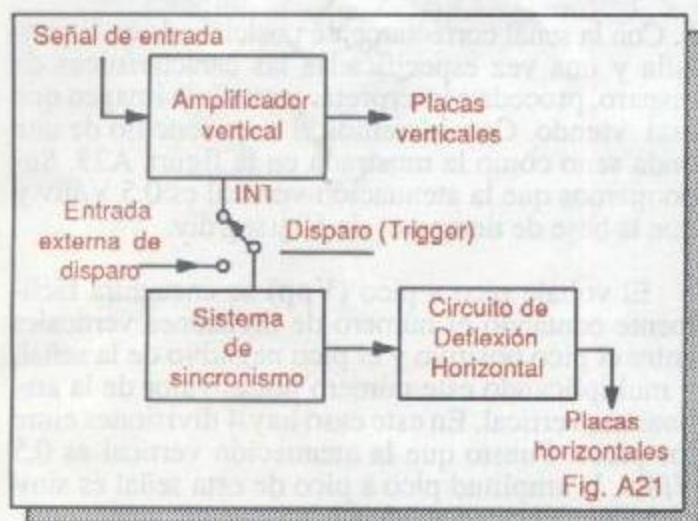 Señal de entrada
Amplificador
vertical
Placas
verticales
INT
Entrada
externa de
disparo
Disparo (Trigger)
Sistema
de
sincronismo
Circuito de
Deflexión
Horizontal
Placas
horizontales
Fig. A21